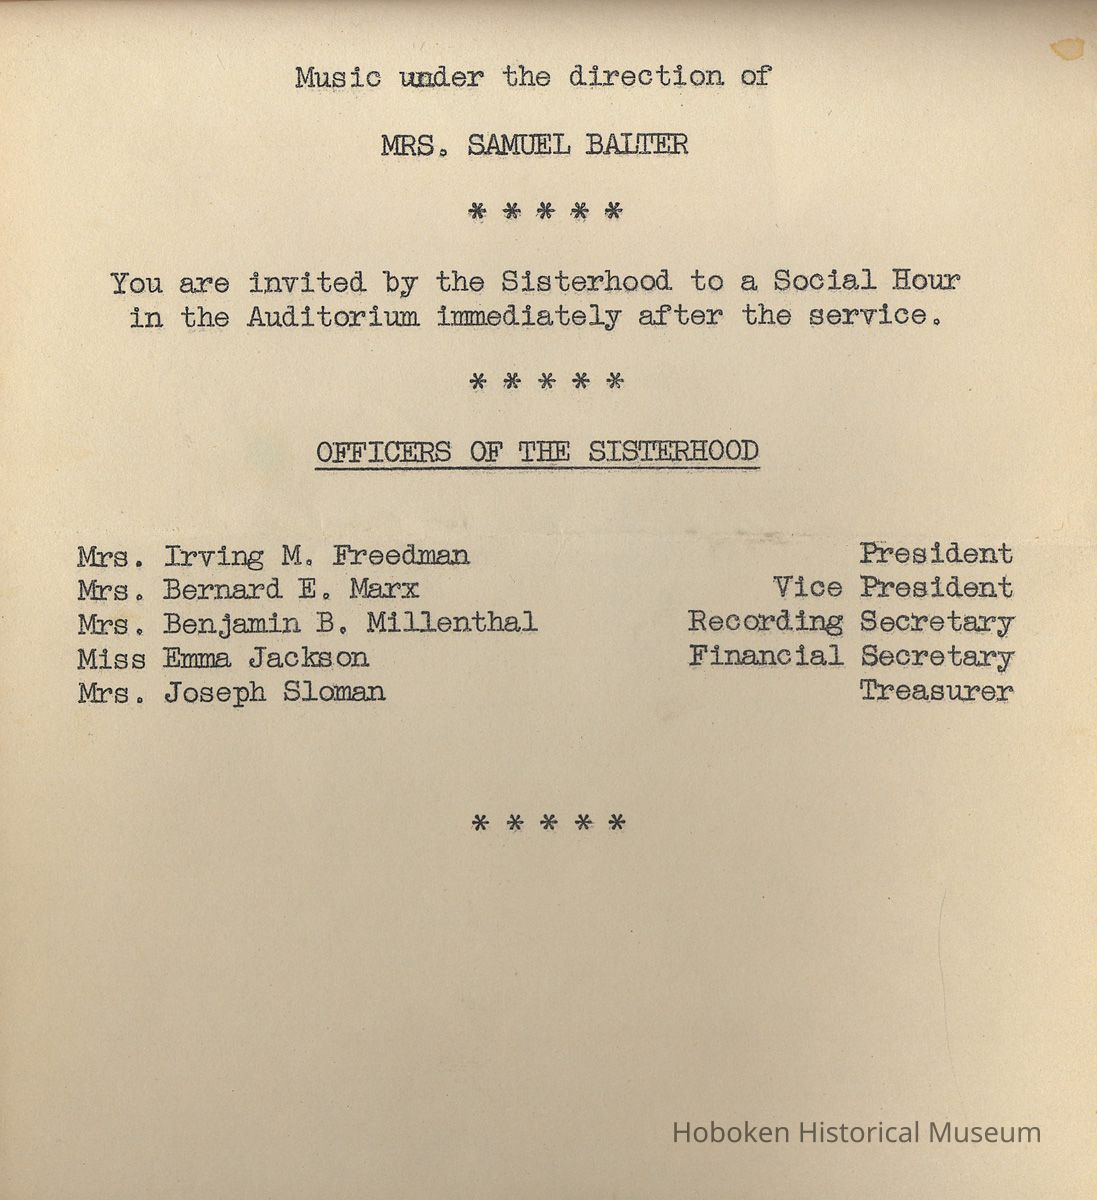 Music under the direction of
MRS. SAMUEL BALTER
* * * * *
You are invited by the Sisterhood to a Social Hour
in the Auditorium immediately after the service.
* * * * *
OFFICERS OF THE SISTERHOOD
Mrs. Irving M. Freedman President
Mrs. Bernard E. Marx Vice President
Mrs. Benjamin B. Millenthal Recording Secretary
Miss Emma Jackson Financial Secretary
Mrs. Joseph Sloman Treasurer
* * * * *
Hoboken Historical Museum